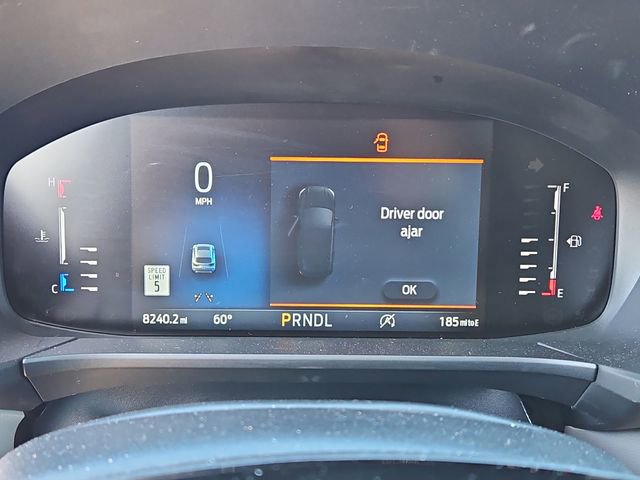 0
MPH
SPEED
LIMIT
5
Driver door
ajar
OK
H
C
F
E
8240.2 mi
60°
PRNDL
185 mi to E